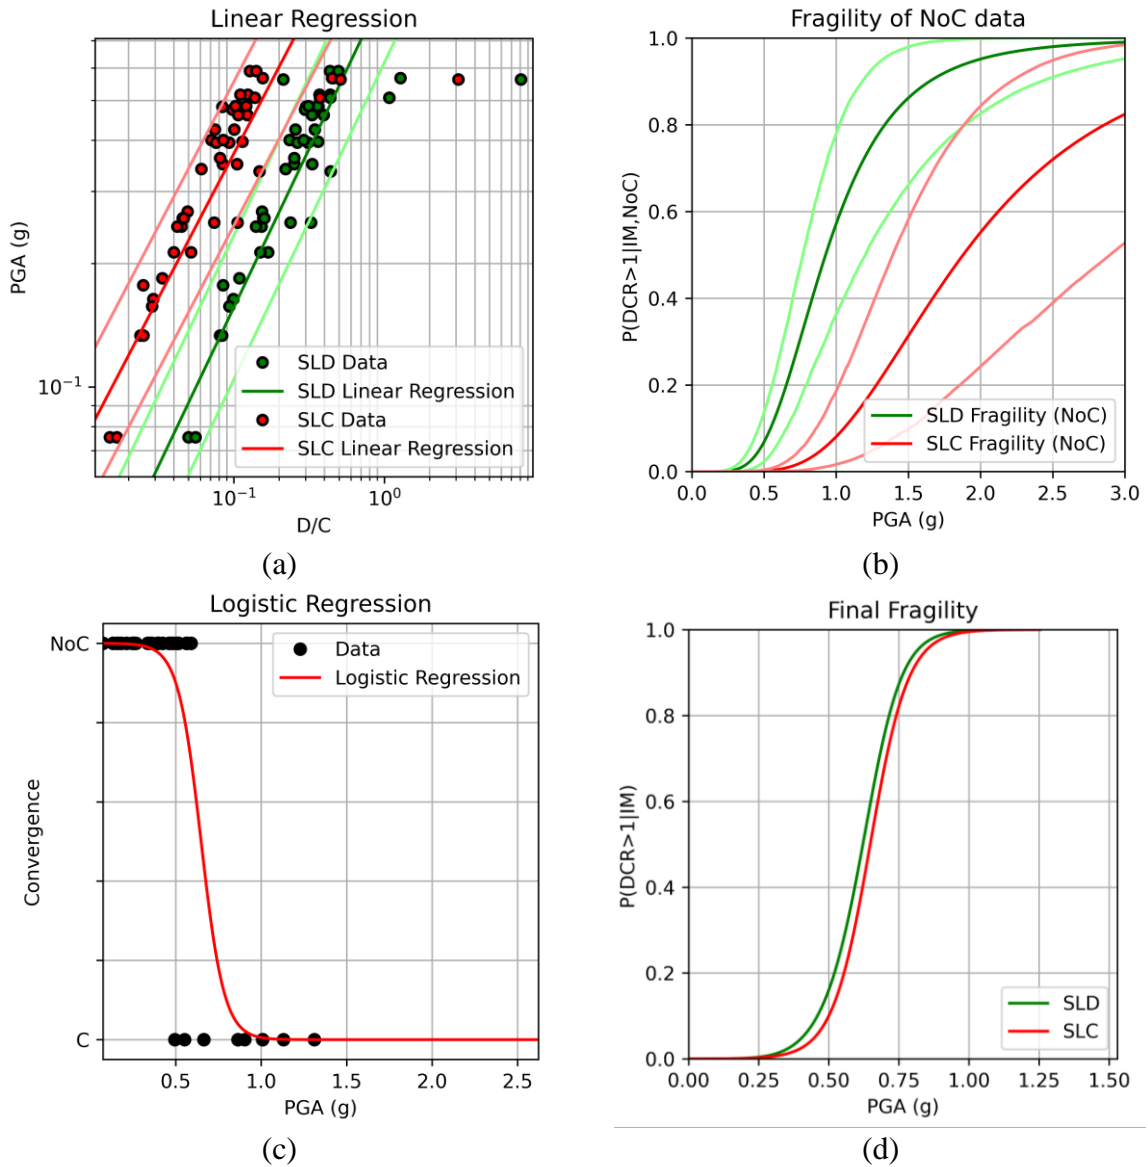 Linear Regression
PGA (g)
10⁻¹
SLD Data
SLD Linear Regression
SLC Data
SLC Linear Regression
10⁻¹ 10⁰
D/C
(a)
Fragility of NoC data
P(DCR>1|IM,NoC)
1.0
0.8
0.6
0.4
0.2
0.0
SLD Fragility (NoC)
SLC Fragility (NoC)
0.0 0.5 1.0 1.5 2.0 2.5 3.0
PGA (g)
(b)
Logistic Regression
NoC
Convergence
C
Data
Logistic Regression
0.5 1.0 1.5 2.0 2.5
PGA (g)
(c)
Final Fragility
P(DCR>1|IM)
1.0
0.8
0.6
0.4
0.2
0.0
SLD
SLC
0.00 0.25 0.50 0.75 1.00 1.25 1.50
PGA (g)
(d)